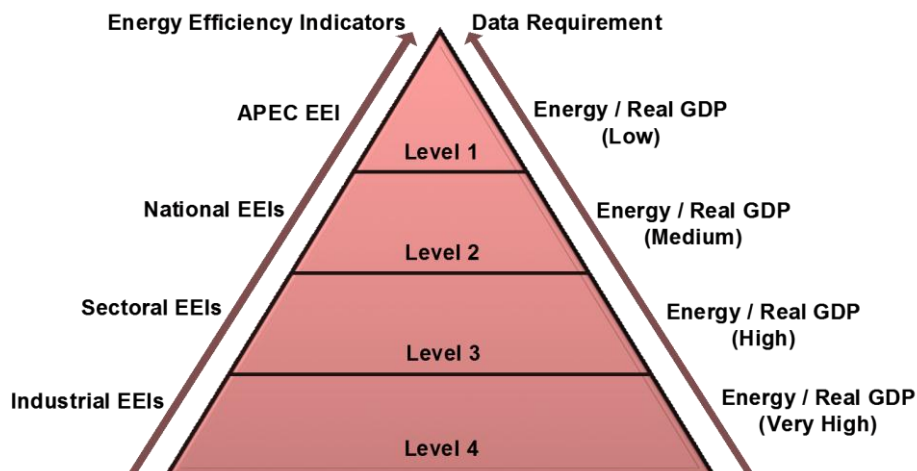 Energy Efficiency Indicators
Data Requirement
APEC EEI
Energy / Real GDP
(Low)
Level 1
National EEIs
Energy / Real GDP
(Medium)
Level 2
Sectoral EEIs
Energy / Real GDP
(High)
Level 3
Industrial EEIs
Energy / Real GDP
(Very High)
Level 4